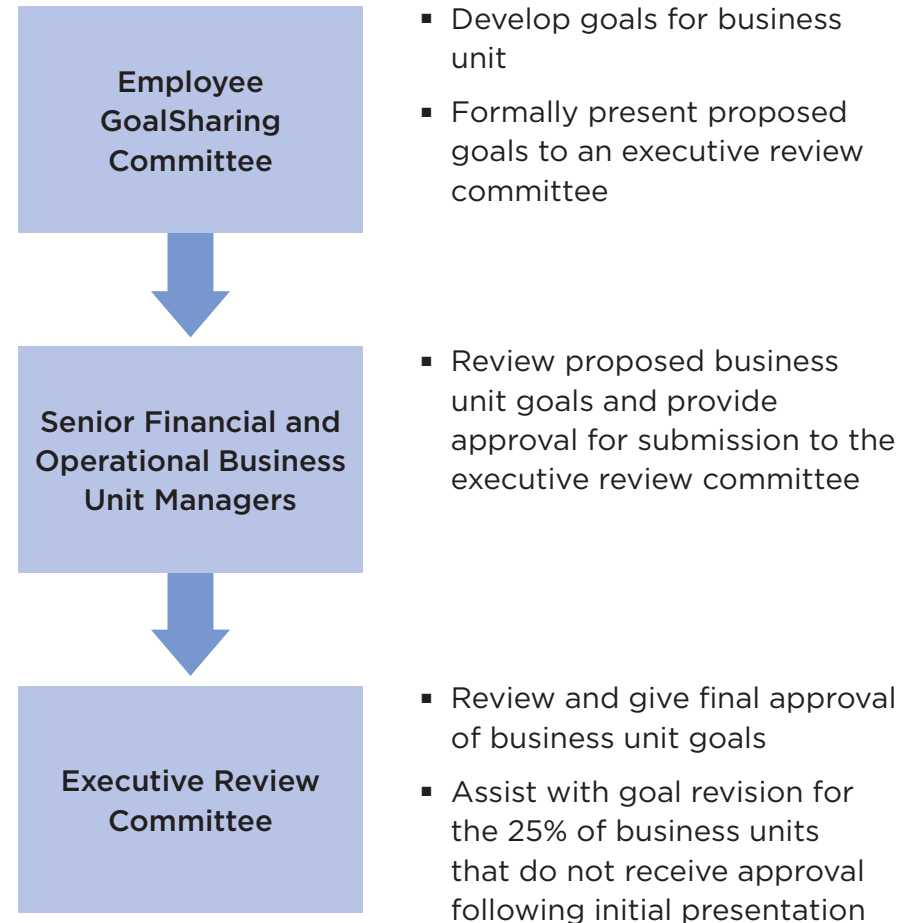 Employee
GoalSharing
Committee
▪ Develop goals for business
unit
▪ Formally present proposed
goals to an executive review
committee
Senior Financial and
Operational Business
Unit Managers
▪ Review proposed business
unit goals and provide
approval for submission to the
executive review committee
Executive Review
Committee
▪ Review and give final approval
of business unit goals
▪ Assist with goal revision for
the 25% of business units
that do not receive approval
following initial presentation